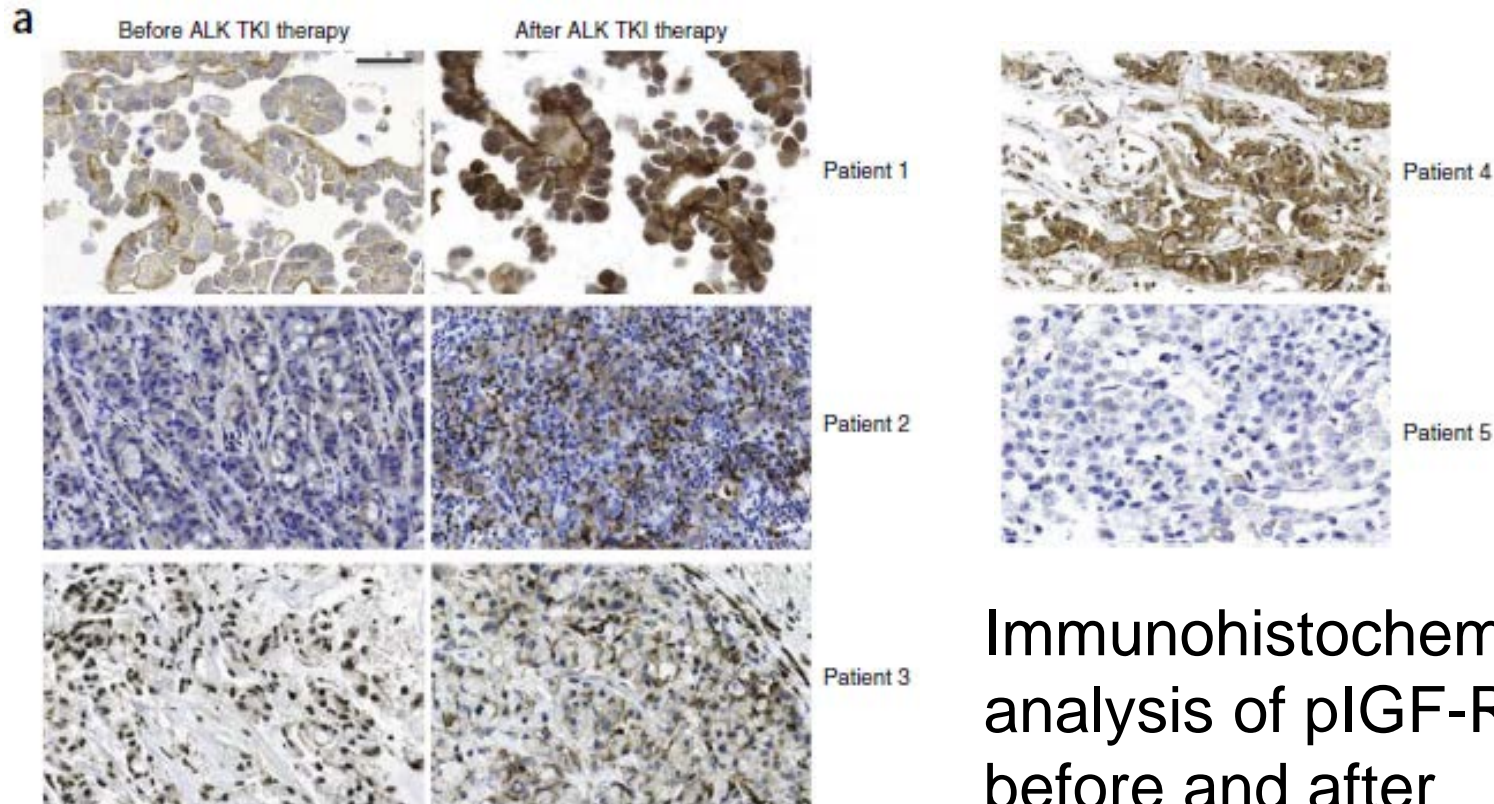 a
Before ALK TKI therapy
After ALK TKI therapy
Patient 1
Patient 2
Patient 3
Patient 4
Patient 5
Immunohistochem
analysis of pIGF-R
before and after